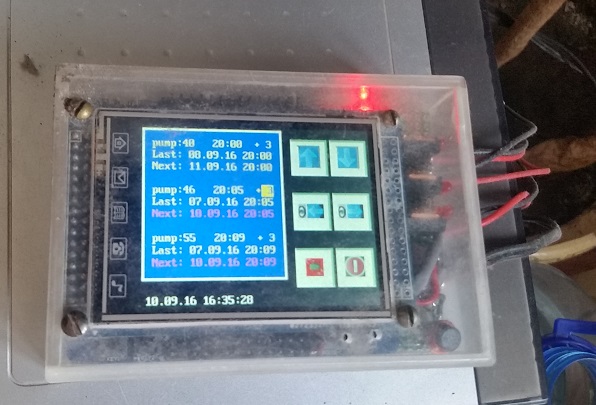 pump:40 20:00 + 3
Last: 08.09.16 20:00
Next: 11.09.16 20:00
pump:46 20:05 +
Last: 07.09.16 20:05
Next: 10.09.16 20:05
pump:55 20:09 + 3
Last: 07.09.16 20:09
Next: 10.09.16 20:09
10.09.16 16:35:28